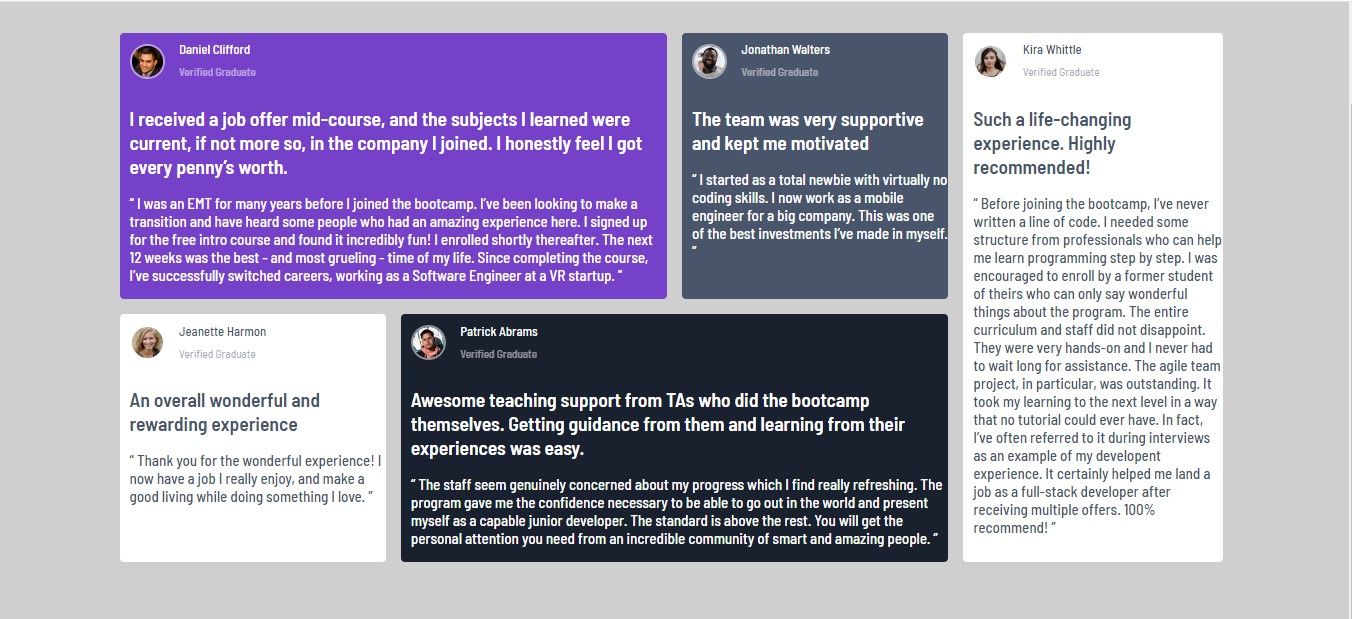 Daniel Clifford
Verified Graduate
I received a job offer mid-course, and the subjects I learned were
current, if not more so, in the company I joined. I honestly feel I got
every penny’s worth.
“ I was an EMT for many years before I joined the bootcamp. I’ve been looking to make a
transition and have heard some people who had an amazing experience here. I signed up
for the free intro course and found it incredibly fun! I enrolled shortly thereafter. The next
12 weeks was the best - and most grueling - time of my life. Since completing the course,
I’ve successfully switched careers, working as a Software Engineer at a VR startup. ”
Jonathan Walters
Verified Graduate
The team was very supportive
and kept me motivated
“ I started as a total newbie with virtually no
coding skills. I now work as a mobile
engineer for a big company. This was one
of the best investments I’ve made in myself.
”
Kira Whittle
Verified Graduate
Such a life-changing
experience. Highly
recommended!
“ Before joining the bootcamp, I’ve never
written a line of code. I needed some
structure from professionals who can help
me learn programming step by step. I was
encouraged to enroll by a former student
of theirs who can only say wonderful
things about the program. The entire
curriculum and staff did not disappoint.
They were very hands-on and I never had
to wait long for assistance. The agile team
project, in particular, was outstanding. It
took my learning to the next level in a way
that no tutorial could ever have. In fact,
I’ve often referred to it during interviews
as an example of my developent
experience. It certainly helped me land a
job as a full-stack developer after
receiving multiple offers. 100%
recommend! ”
Jeanette Harmon
Verified Graduate
An overall wonderful and
rewarding experience
“ Thank you for the wonderful experience! I
now have a job I really enjoy, and make a
good living while doing something I love. ”
Patrick Abrams
Verified Graduate
Awesome teaching support from TAs who did the bootcamp
themselves. Getting guidance from them and learning from their
experiences was easy.
“ The staff seem genuinely concerned about my progress which I find really refreshing. The
program gave me the confidence necessary to be able to go out in the world and present
myself as a capable junior developer. The standard is above the rest. You will get the
personal attention you need from an incredible community of smart and amazing people. ”